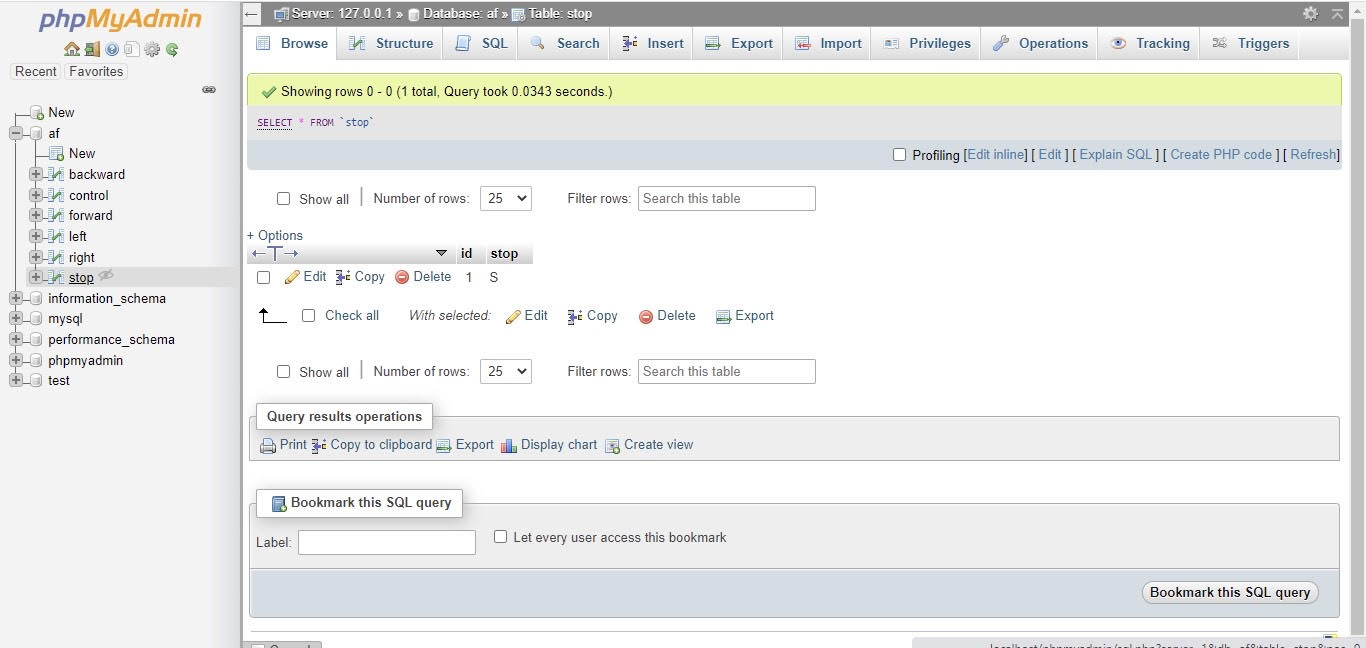 phpMyAdmin
Recent Favorites
New
af
New
backward
control
forward
left
right
stop
information_schema
mysql
performance_schema
phpmyadmin
test
Server: 127.0.0.1 » Database: af » Table: stop
Browse Structure SQL Search Insert Export Import Privileges Operations Tracking Triggers
Showing rows 0 - 0 (1 total, Query took 0.0343 seconds.)
SELECT * FROM `stop`
Profiling [Edit inline] [ Edit ] [ Explain SQL ] [ Create PHP code ] [ Refresh]
Show all Number of rows: 25 Filter rows: Search this table
+ Options
←T→ id stop
Edit Copy Delete 1 S
Check all With selected: Edit Copy Delete Export
Show all Number of rows: 25 Filter rows: Search this table
Query results operations
Print Copy to clipboard Export Display chart Create view
Bookmark this SQL query
Label: Let every user access this bookmark
Bookmark this SQL query